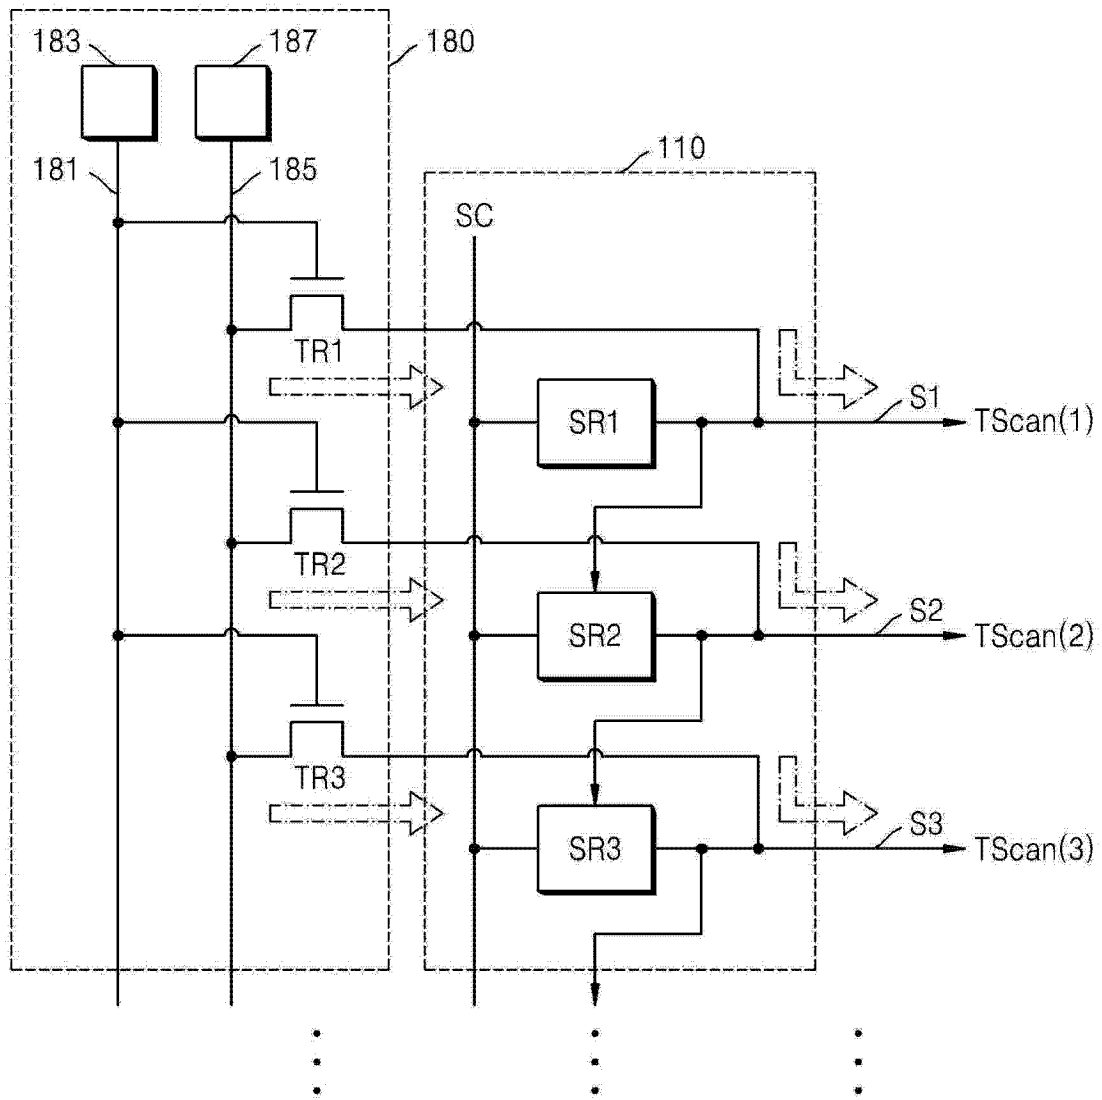 183
187
180
181
185
110
SC
TR1
S1
SR1
TScan(1)
TR2
S2
SR2
TScan(2)
TR3
S3
SR3
TScan(3)